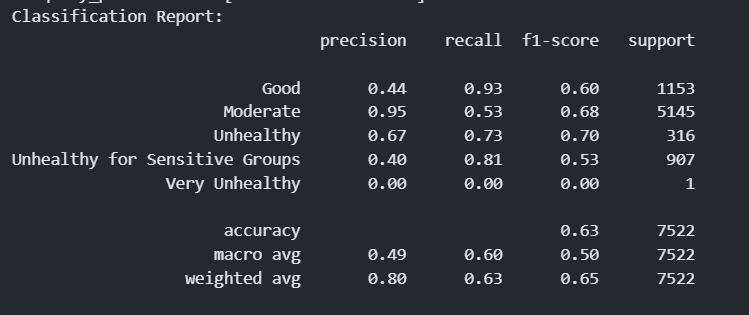 Classification Report:
precision recall f1-score support
Good 0.44 0.93 0.60 1153
Moderate 0.95 0.53 0.68 5145
Unhealthy 0.67 0.73 0.70 316
Unhealthy for Sensitive Groups 0.40 0.81 0.53 907
Very Unhealthy 0.00 0.00 0.00 1
accuracy 0.63 7522
macro avg 0.49 0.60 0.50 7522
weighted avg 0.80 0.63 0.65 7522